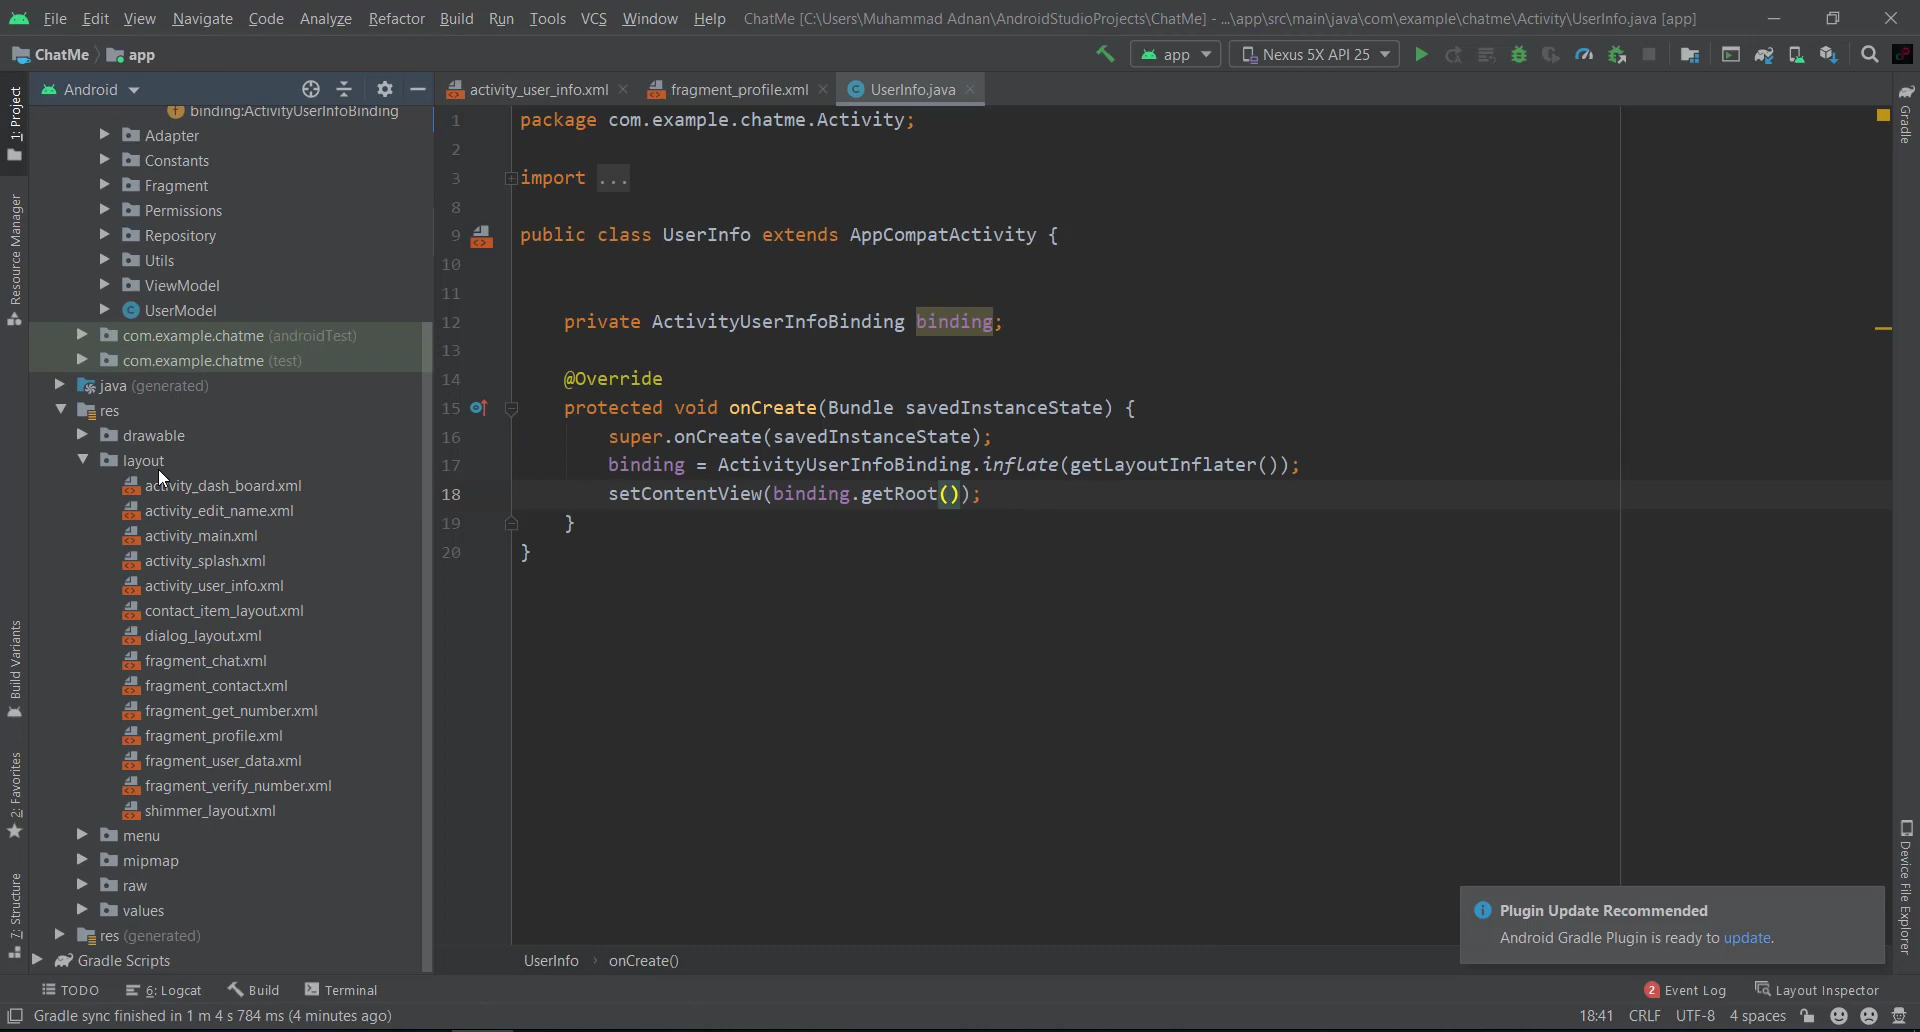 File Edit View Navigate Code Analyze Refactor Build Run Tools VCS Window Help ChatMe [C:\Users\Muhammad Adnan\AndroidStudioProjects\ChatMe] - ...\app\src\main\java\com\example\chatme\Activity\UserInfo.java [app]
ChatMe app
app
Nexus 5X API 25
Android
activity_user_info.xml
fragment_profile.xml
UserInfo.java
1: Project
Resource Manager
Build Variants
2: Favorites
7: Structure
binding:ActivityUserInfoBinding
Adapter
Constants
Fragment
Permissions
Repository
Utils
ViewModel
UserModel
com.example.chatme (androidTest)
com.example.chatme (test)
java (generated)
res
drawable
layout
activity_dash_board.xml
activity_edit_name.xml
activity_main.xml
activity_splash.xml
activity_user_info.xml
contact_item_layout.xml
dialog_layout.xml
fragment_chat.xml
fragment_contact.xml
fragment_get_number.xml
fragment_profile.xml
fragment_user_data.xml
fragment_verify_number.xml
shimmer_layout.xml
menu
mipmap
raw
values
res (generated)
Gradle Scripts
1 package com.example.chatme.Activity;
2
3 import ...
8
9 public class UserInfo extends AppCompatActivity {
10
11
12 private ActivityUserInfoBinding binding;
13
14 @Override
15 protected void onCreate(Bundle savedInstanceState) {
16 super.onCreate(savedInstanceState);
17 binding = ActivityUserInfoBinding.inflate(getLayoutInflater());
18 setContentView(binding.getRoot());
19 }
20 }
Gradle
Device File Explorer
Plugin Update Recommended
Android Gradle Plugin is ready to update.
UserInfo › onCreate()
TODO
6: Logcat
Build
Terminal
2 Event Log
Layout Inspector
Gradle sync finished in 1 m 4 s 784 ms (4 minutes ago)
18:41 CRLF UTF-8 4 spaces